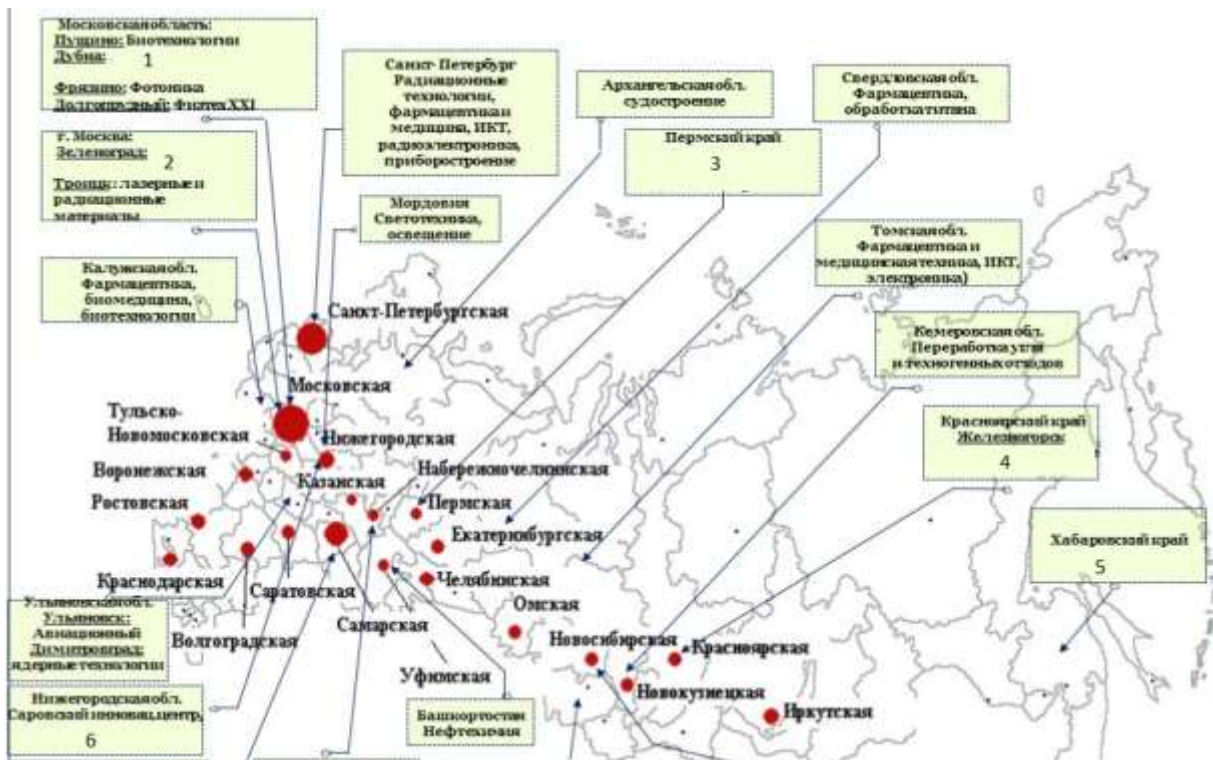 Московская область:
Пущино: Биотехнологии
Дубна:
1
Фрязино: Фотоника
Долгопрудный: Физтех XXI
г. Москва:
Зеленоград:
2
Троицк: лазерные и
радиационные
материалы
Калужская обл.
Фармацевтика,
биомедицина,
биотехнологии
Санкт-Петербург
Радиационные
технологии,
фармацевтика и
медицина, ИКТ,
радиоэлектроника,
приборостроение
Мордовия
Светотехника,
освещение
Архангельская обл.
судостроение
Пермский край
3
Свердловская обл.
Фармацевтика,
обработка титана
Томская обл.
Фармацевтика и
медицинская техника, ИКТ,
электроника)
Кемеровская обл.
Переработка угля
и техногенных отходов
Красноярский край
Железногорск
4
Хабаровский край
5
Санкт-Петербургская
Московская
Тульско-
Новомосковская
Нижегородская
Воронежская
Казанская
Набережночелнинская
Ростовская
Пермская
Екатеринбургская
Краснодарская
Саратовская
Челябинская
Волгоградская
Самарская
Омская
Уфимская
Новосибирская
Красноярская
Новокузнецкая
Иркутская
Ульяновская обл.
Ульяновск:
Авиационный
Димитровград:
ядерные технологии
Нижегородская обл.
Саровский инновац. центр,
6
Башкортостан
Нефтехимия